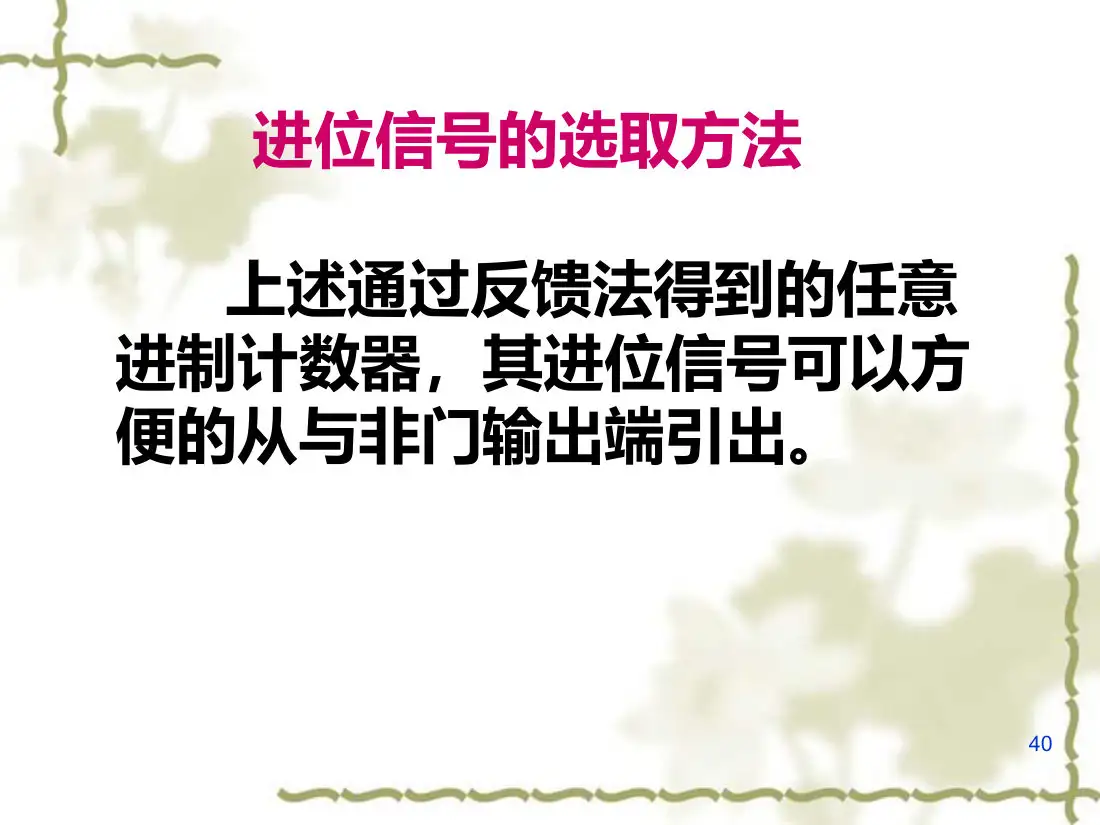 进位信号的选取方法
上述通过反馈法得到的任意
进制计数器，其进位信号可以方
便的从与非门输出端引出。
40